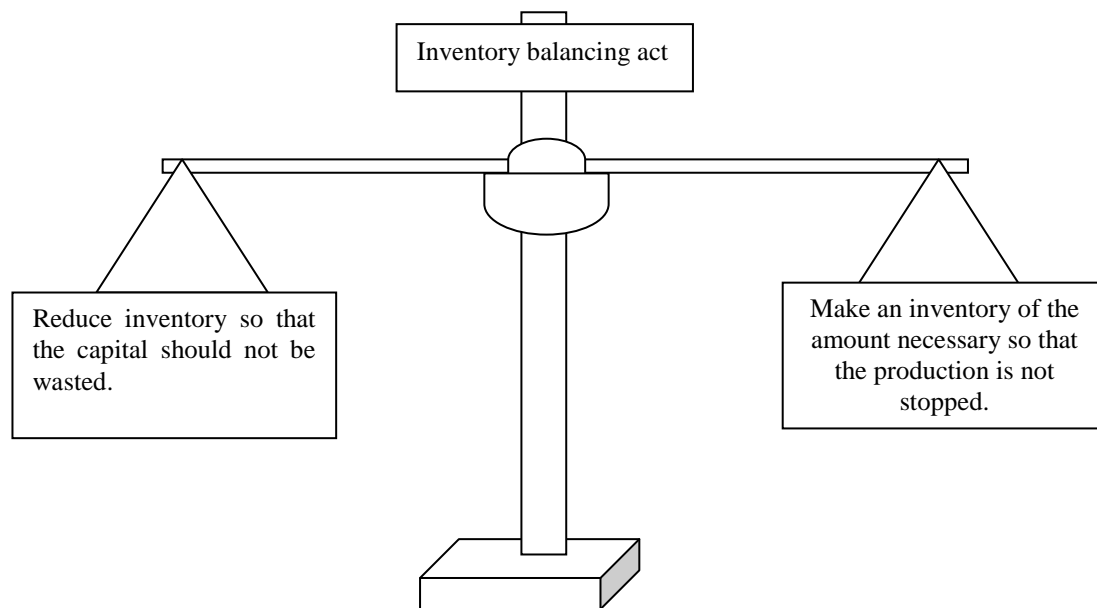 Inventory balancing act
Reduce inventory so that
the capital should not be
wasted.
Make an inventory of the
amount necessary so that
the production is not
stopped.